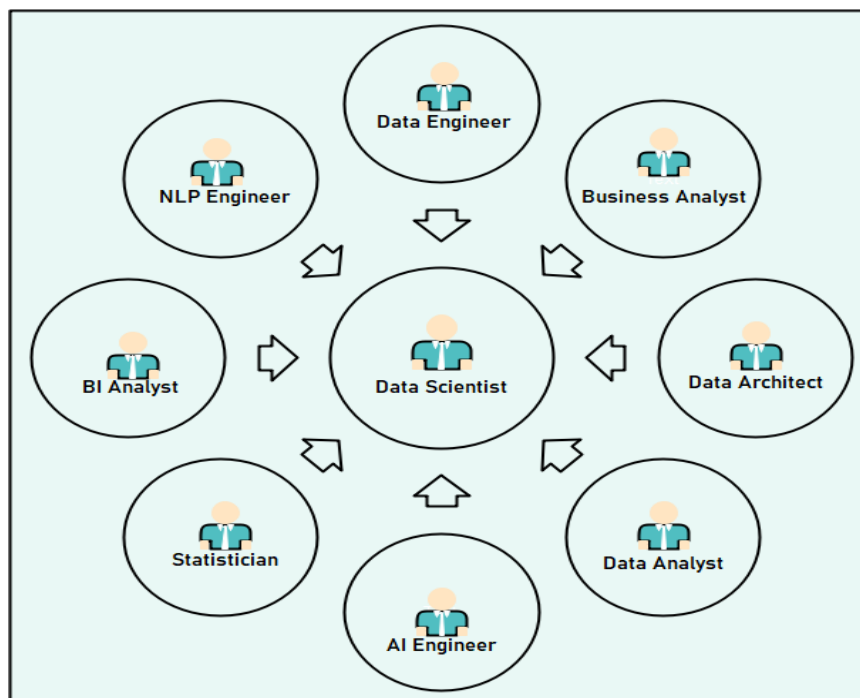 Data Engineer
NLP Engineer
Business Analyst
BI Analyst
Data Scientist
Data Architect
Statistician
Data Analyst
AI Engineer